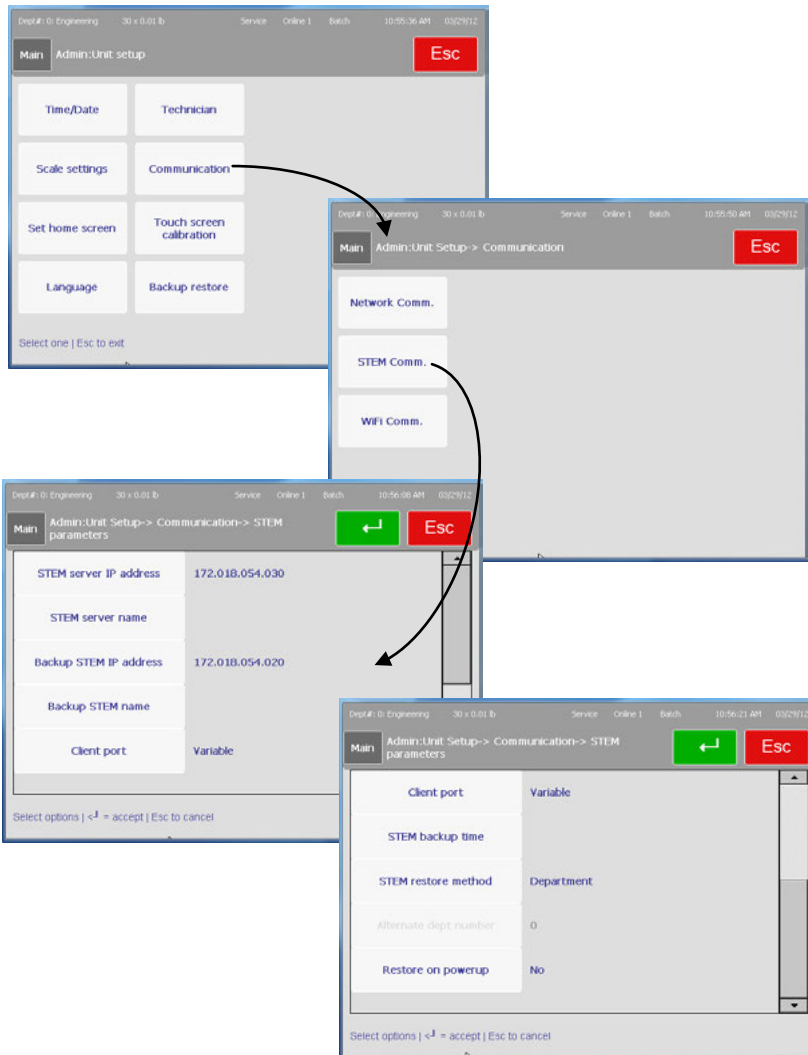 Dept#: 0: Engineering 30 x 0.01 lb Service Online 1 Batch 10:55:36 AM 03/29/12
Main Admin:Unit setup Esc
Time/Date Technician
Scale settings Communication
Set home screen Touch screen calibration
Language Backup restore
Select one | Esc to exit
Dept#: 0: Engineering 30 x 0.01 lb Service Online 1 Batch 10:55:50 AM 03/29/12
Main Admin:Unit Setup-> Communication Esc
Network Comm.
STEM Comm.
WiFi Comm.
Dept#: 0: Engineering 30 x 0.01 lb Service Online 1 Batch 10:56:08 AM 03/29/12
Main Admin:Unit Setup-> Communication-> STEM parameters Esc
STEM server IP address 172.018.054.030
STEM server name
Backup STEM IP address 172.018.054.020
Backup STEM name
Client port Variable
Select options | <┘ = accept | Esc to cancel
Dept#: 0: Engineering 30 x 0.01 lb Service Online 1 Batch 10:56:21 AM 03/29/12
Main Admin:Unit Setup-> Communication-> STEM parameters Esc
Client port Variable
STEM backup time
STEM restore method Department
Alternate dept number 0
Restore on powerup No
Select options | <┘ = accept | Esc to cancel